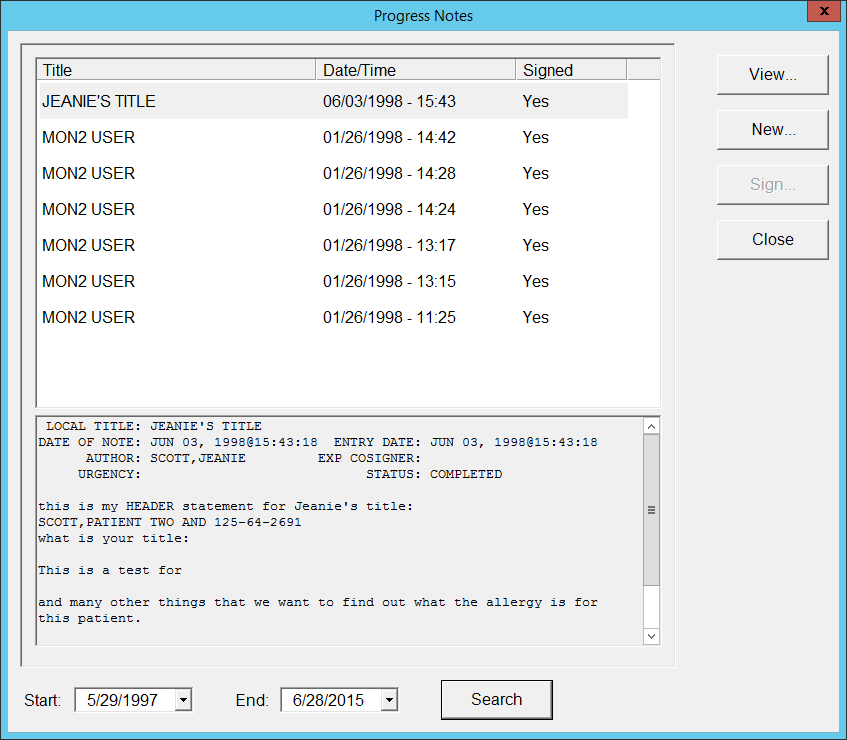 Progress Notes
x
Title Date/Time Signed
JEANIE'S TITLE 06/03/1998 - 15:43 Yes
MON2 USER 01/26/1998 - 14:42 Yes
MON2 USER 01/26/1998 - 14:28 Yes
MON2 USER 01/26/1998 - 14:24 Yes
MON2 USER 01/26/1998 - 13:17 Yes
MON2 USER 01/26/1998 - 13:15 Yes
MON2 USER 01/26/1998 - 11:25 Yes
View...
New...
Sign...
Close
LOCAL TITLE: JEANIE'S TITLE
DATE OF NOTE: JUN 03, 1998@15:43:18 ENTRY DATE: JUN 03, 1998@15:43:18
AUTHOR: SCOTT,JEANIE EXP COSIGNER:
URGENCY: STATUS: COMPLETED
this is my HEADER statement for Jeanie's title:
SCOTT,PATIENT TWO AND 125-64-2691
what is your title:
This is a test for
and many other things that we want to find out what the allergy is for
this patient.
Start: 5/29/1997 End: 6/28/2015 Search